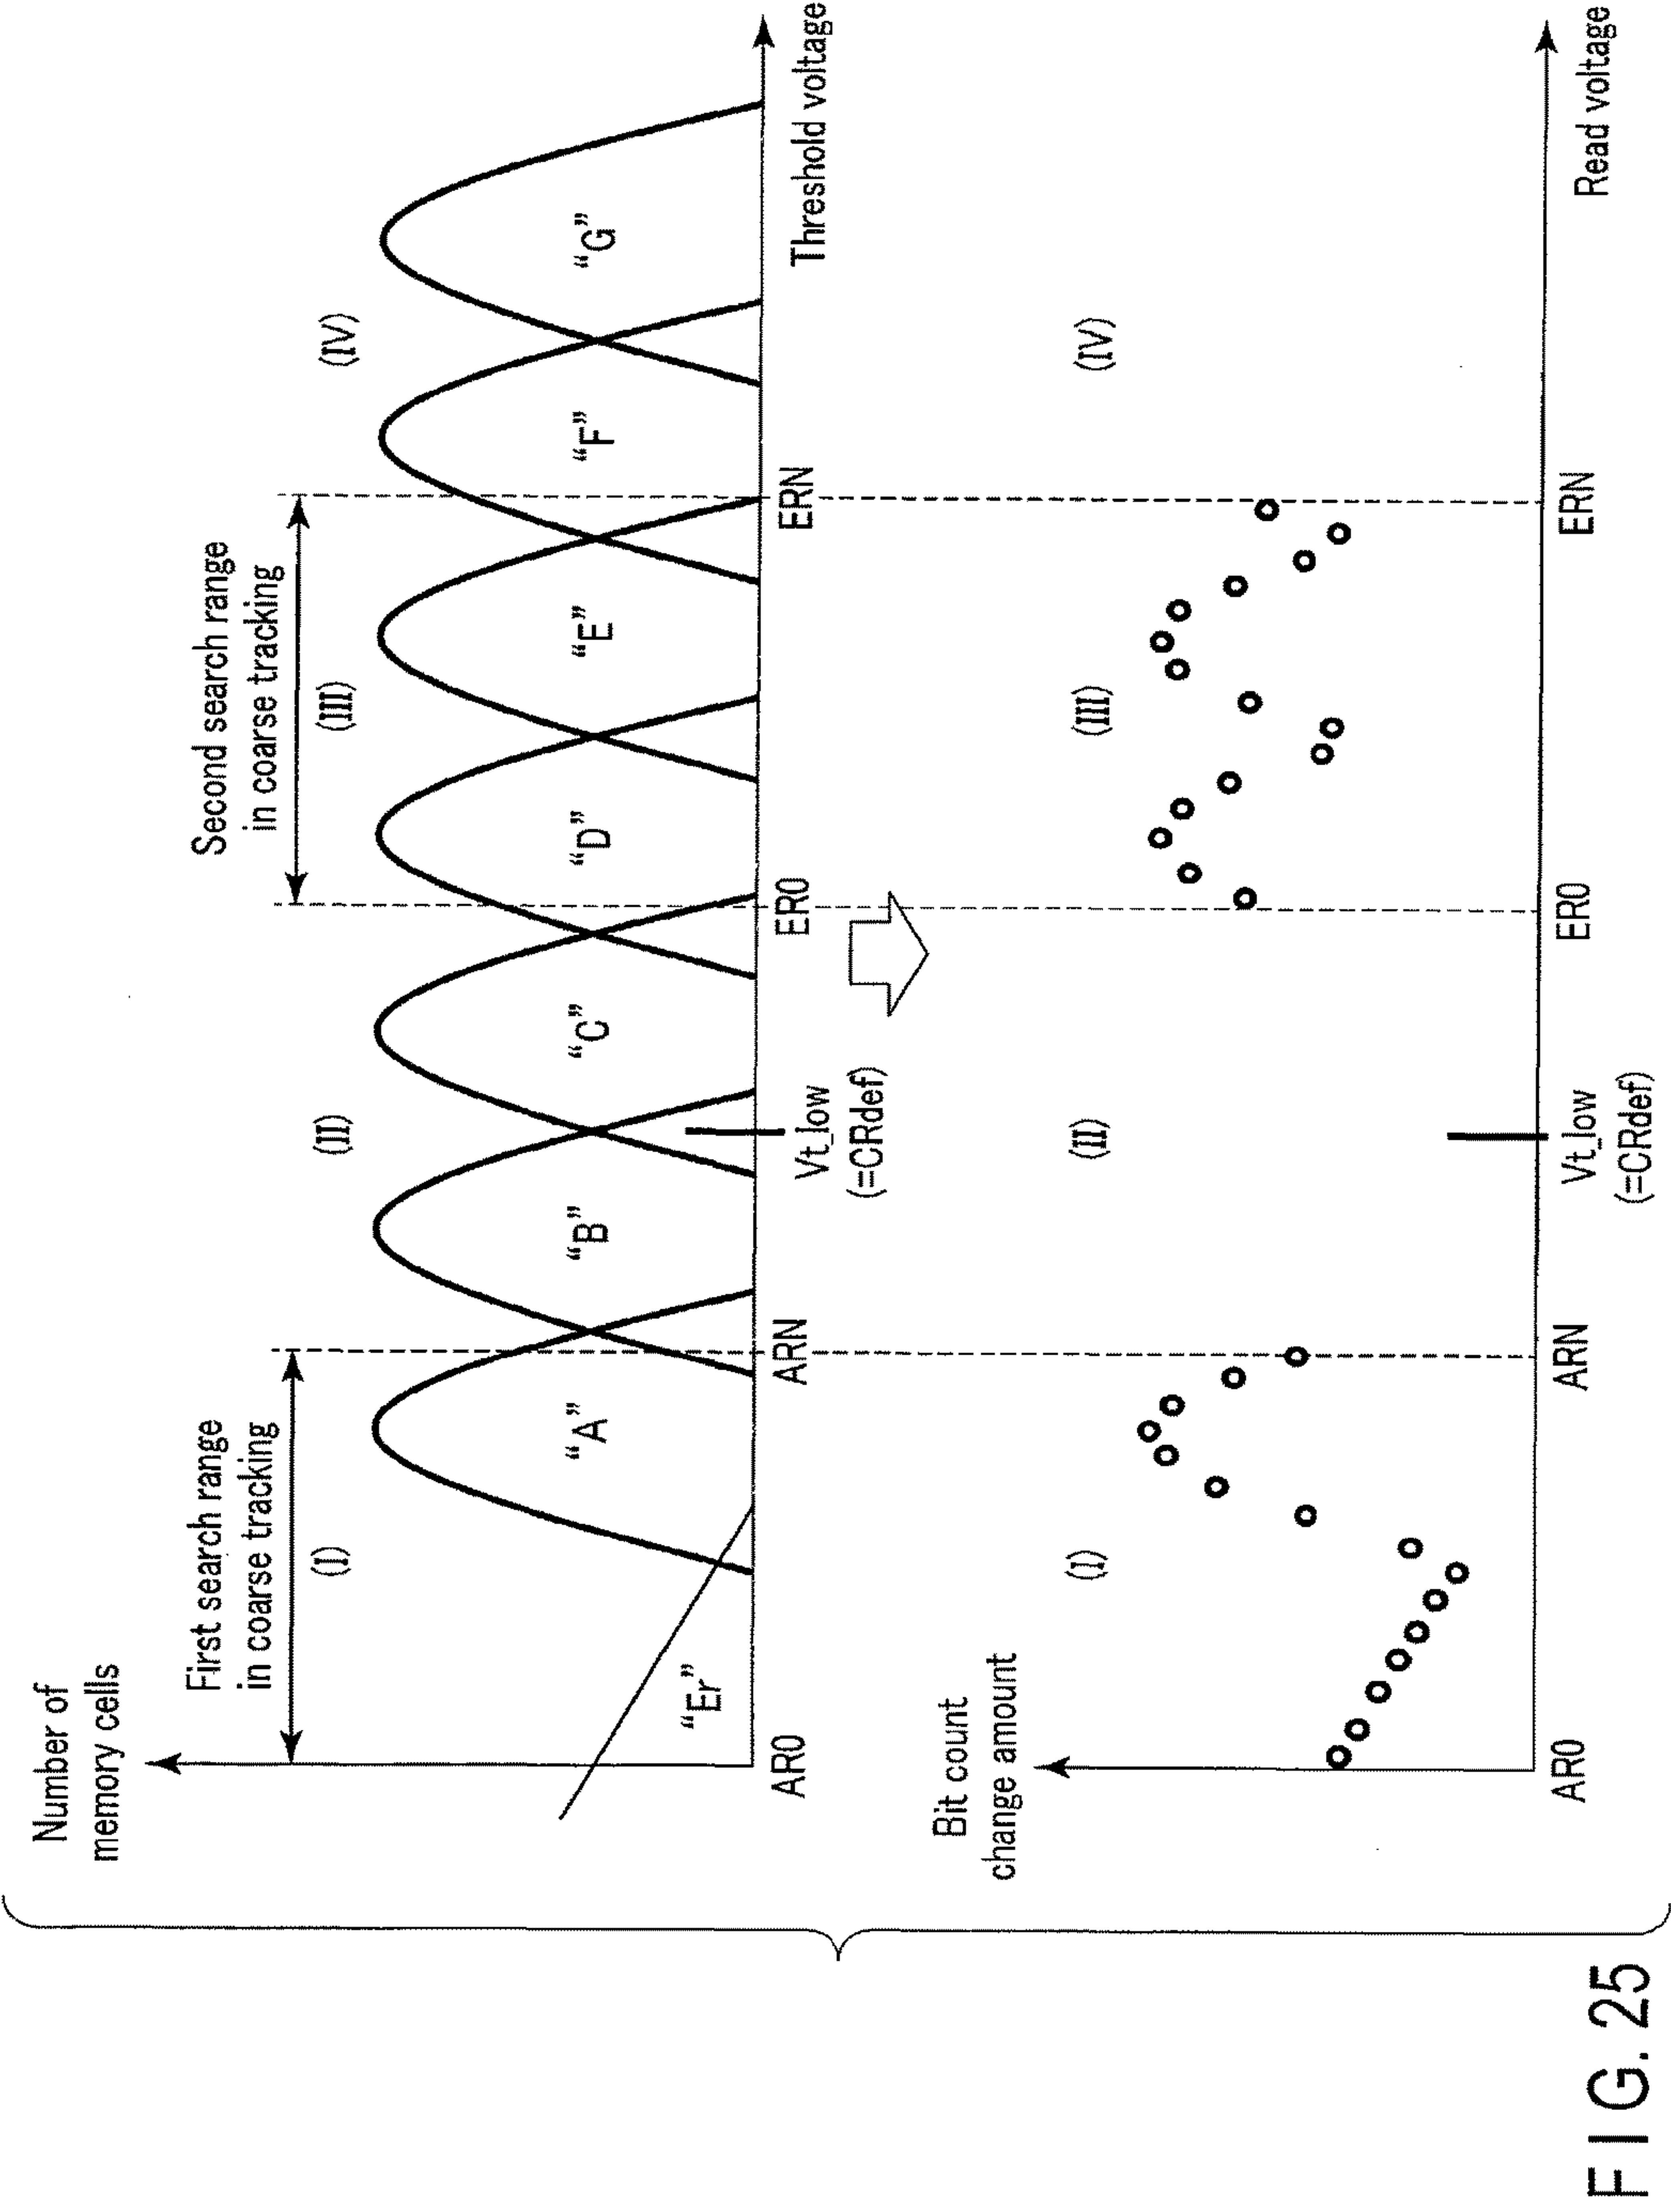 Number of
memory cells
First search range
in coarse tracking
Second search range
in coarse tracking
(I)
(II)
(III)
(IV)
“Er”
“A”
“B”
“C”
“D”
“E”
“F”
“G”
AR0
ARN
Vt_low
(=CRdef)
ER0
ERN
Threshold voltage
Bit count
change amount
(I)
(II)
(III)
(IV)
AR0
ARN
Vt_low
(=CRdef)
ER0
ERN
Read voltage
FIG. 25